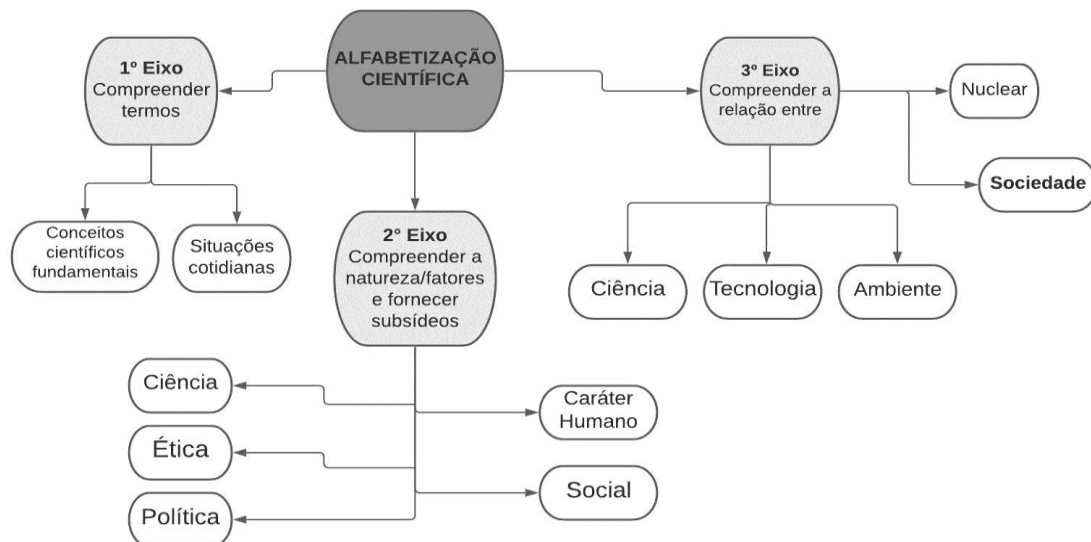 ALFABETIZAÇÃO
CIENTÍFICA
1º Eixo
Compreender
termos
Conceitos
científicos
fundamentais
Situações
cotidianas
2° Eixo
Compreender a
natureza/fatores
e fornecer
subsídeos
Ciência
Ética
Política
Caráter
Humano
Social
3º Eixo
Compreender a
relação entre
Nuclear
Sociedade
Ciência
Tecnologia
Ambiente